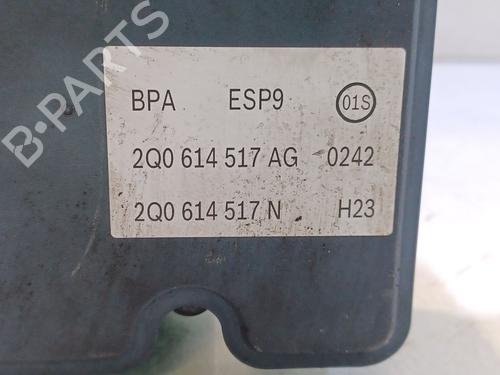 B-PARTS
BPA ESP9 01S
2Q0 614 517 AG 0242
2Q0 614 517 N H23